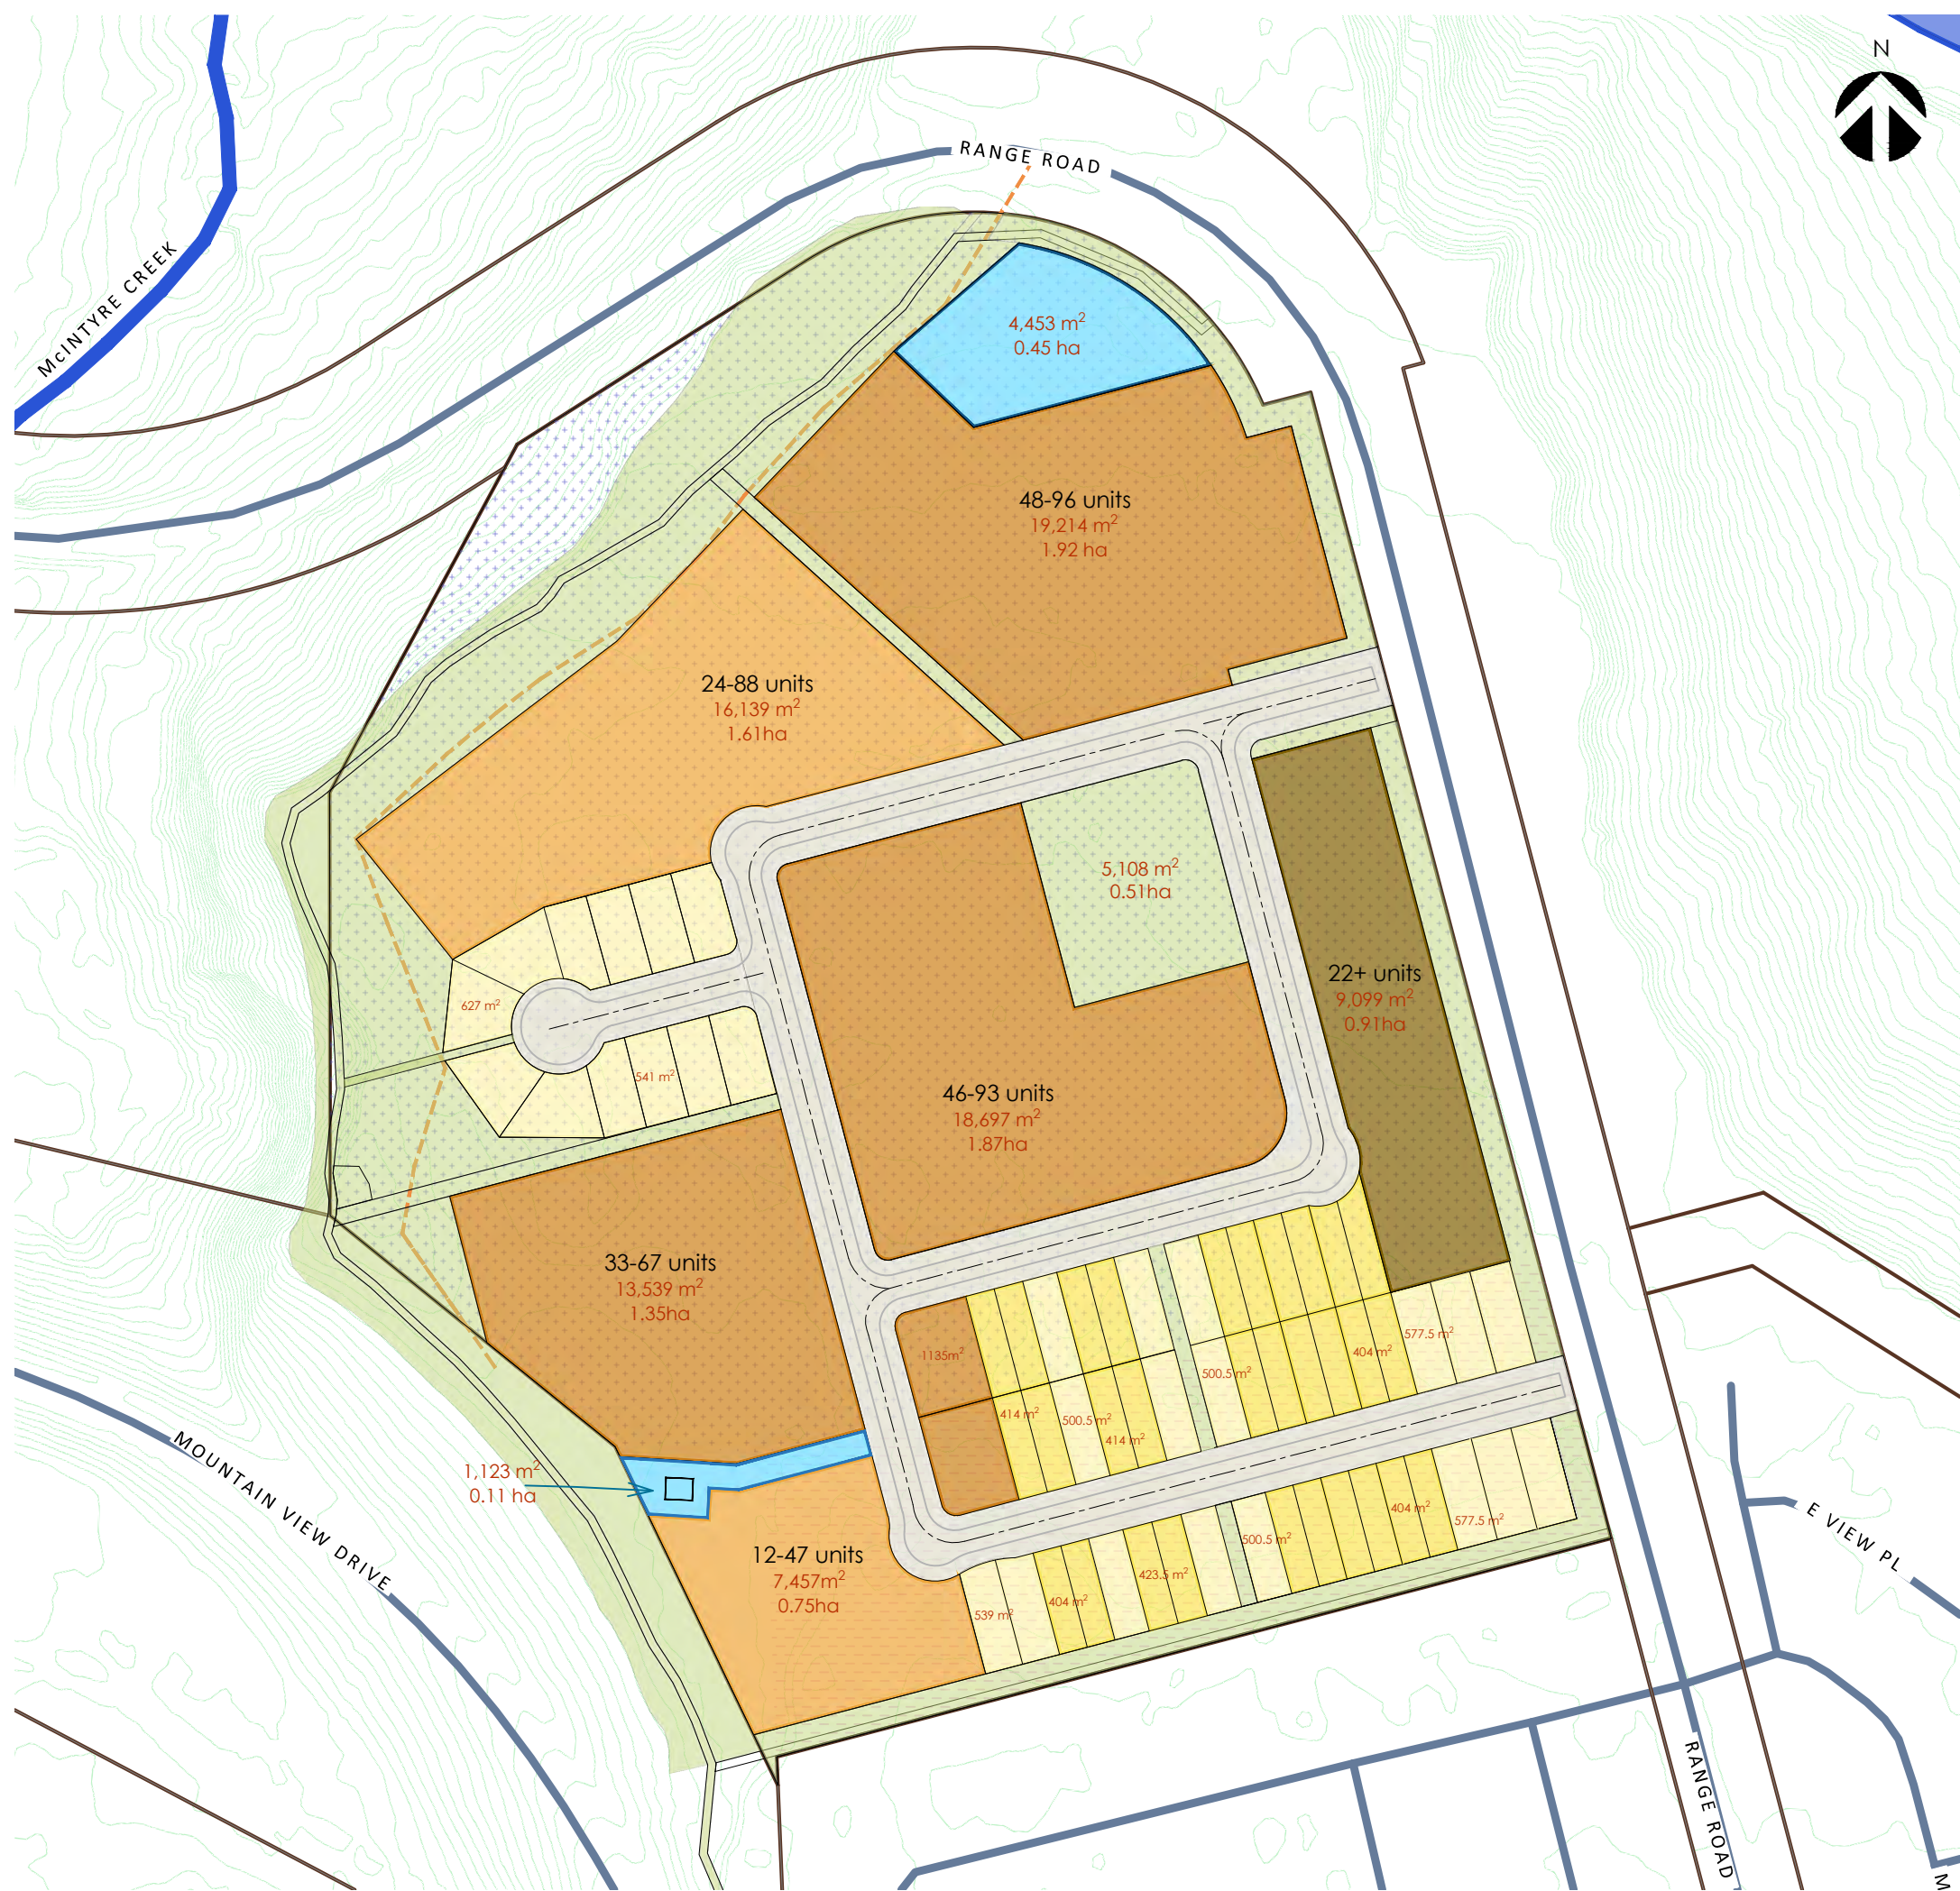 N
RANGE ROAD
McINTYRE CREEK
4,453 m²
0.45 ha
48-96 units
19,214 m²
1.92 ha
24-88 units
16,139 m²
1.61ha
5,108 m²
0.51ha
22+ units
9,099 m²
0.91ha
627 m²
541 m²
46-93 units
18,697 m²
1.87ha
33-67 units
13,539 m²
1.35ha
1135m²
577.5 m²
404 m²
500.5 m²
414 m²
500.5 m²
414 m²
1,123 m²
0.11 ha
MOUNTAIN VIEW DRIVE
12-47 units
7,457m²
0.75ha
539 m²
404 m²
423.5 m²
500.5 m²
404 m²
577.5 m²
E VIEW PL
RANGE ROAD
M